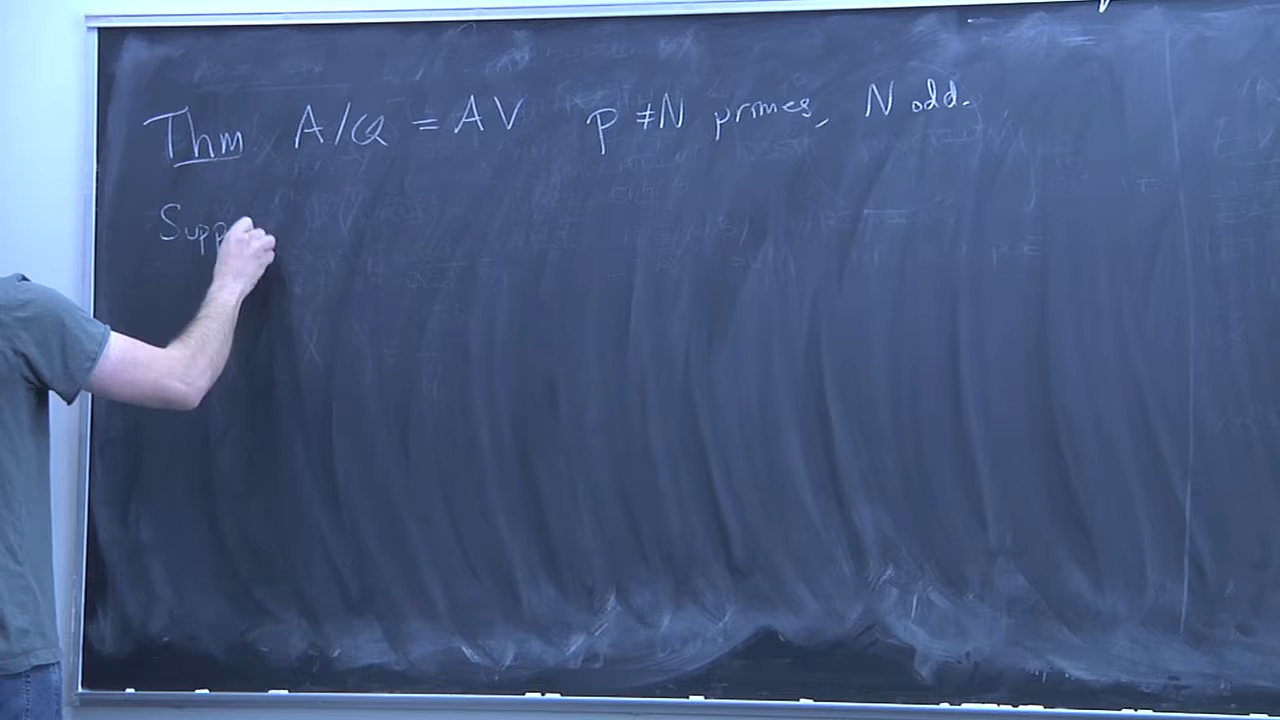 Thm A/Q = AV p ≠ N primes, N odd.
Supp